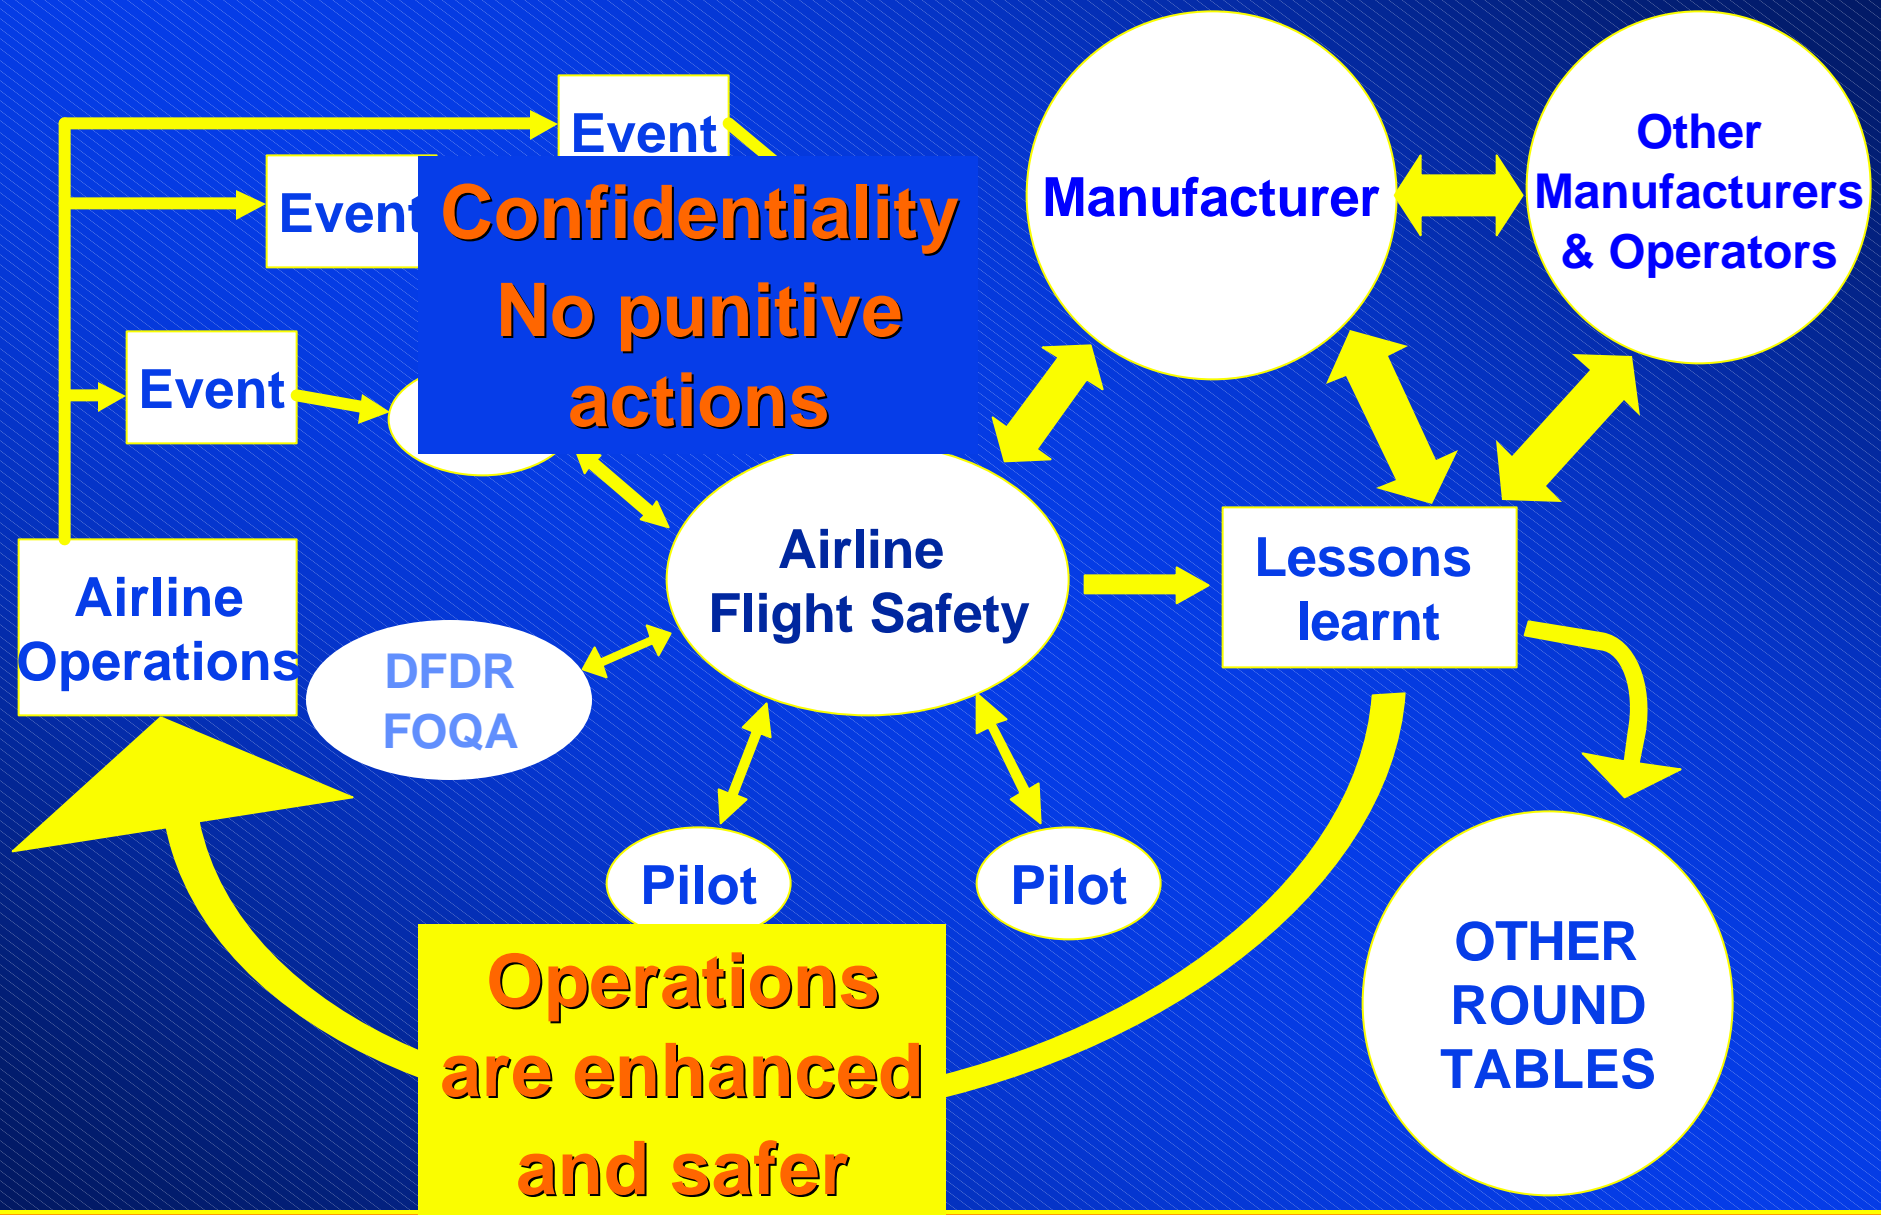 Event
Event
Confidentiality
No punitive
actions
Event
Manufacturer
Other
Manufacturers
& Operators
Airline
Operations
Airline
Flight Safety
Lessons
learnt
DFDR
FOQA
Pilot
Pilot
Operations
are enhanced
and safer
OTHER
ROUND
TABLES